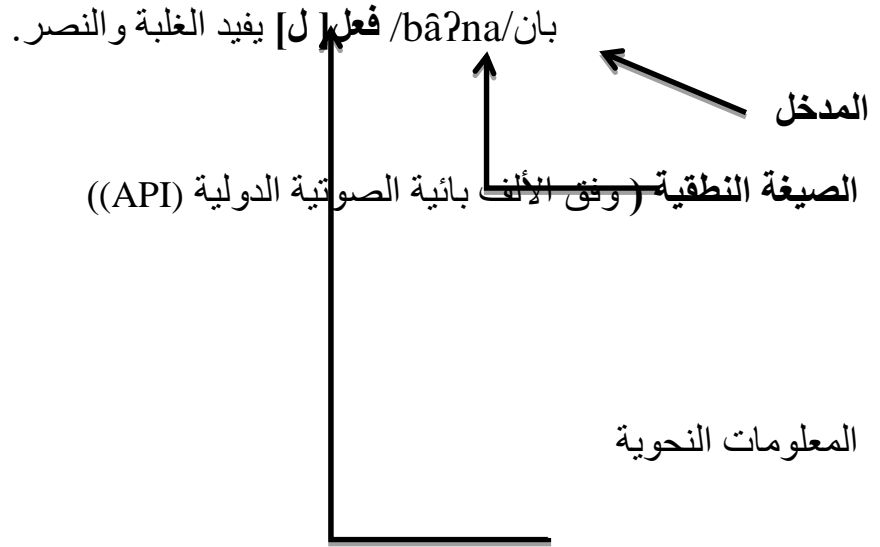 بان/bâʔna/ فعل[ ل] يفيد الغلبة والنصر.
المدخل
الصيغة النطقية ( وفق الألف بائية الصوتية الدولية (API))
المعلومات النحوية